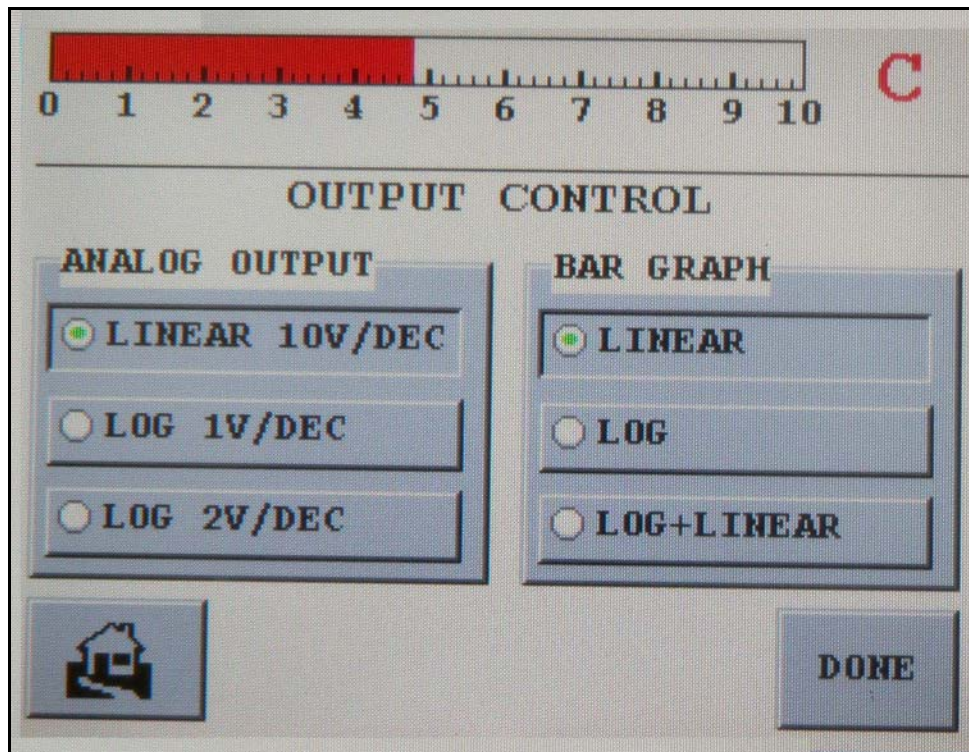 C
0 1 2 3 4 5 6 7 8 9 10
OUTPUT CONTROL
ANALOG OUTPUT
LINEAR 10V/DEC
LOG 1V/DEC
LOG 2V/DEC
BAR GRAPH
LINEAR
LOG
LOG+LINEAR
DONE